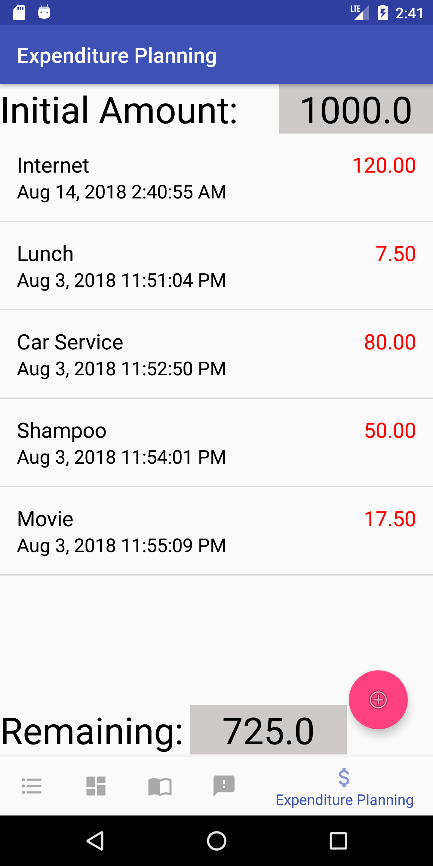 LTE 2:41
Expenditure Planning
Initial Amount: 1000.0
Internet 120.00
Aug 14, 2018 2:40:55 AM
Lunch 7.50
Aug 3, 2018 11:51:04 PM
Car Service 80.00
Aug 3, 2018 11:52:50 PM
Shampoo 50.00
Aug 3, 2018 11:54:01 PM
Movie 17.50
Aug 3, 2018 11:55:09 PM
Remaining: 725.0
$
Expenditure Planning